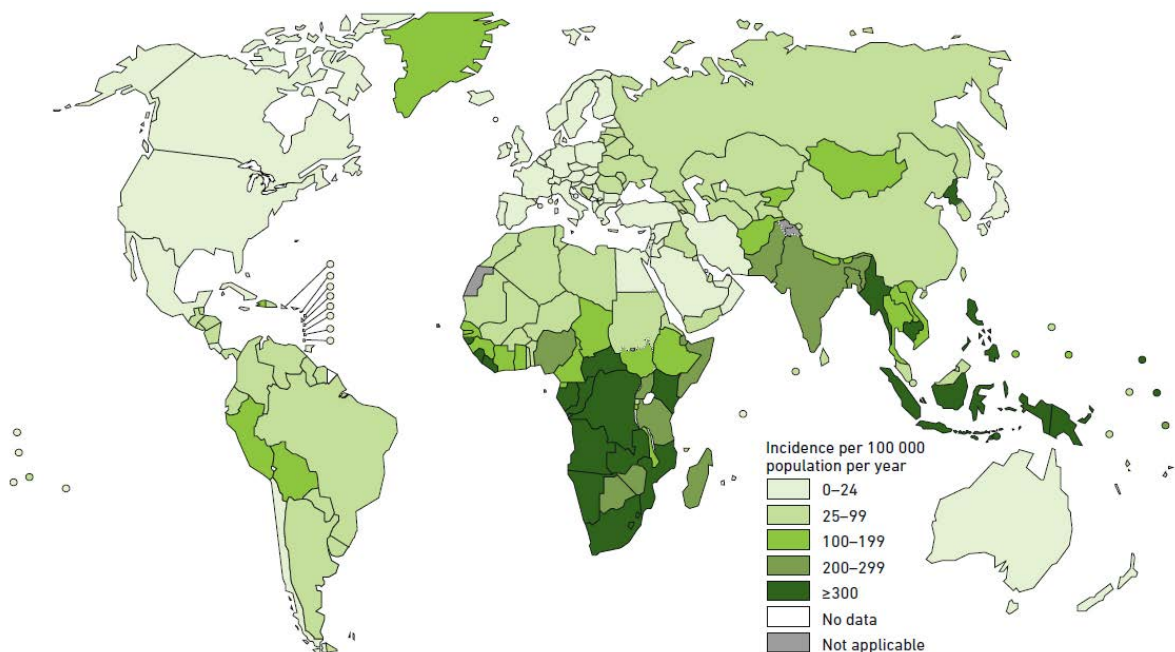 Incidence per 100 000
population per year
0–24
25–99
100–199
200–299
≥300
No data
Not applicable